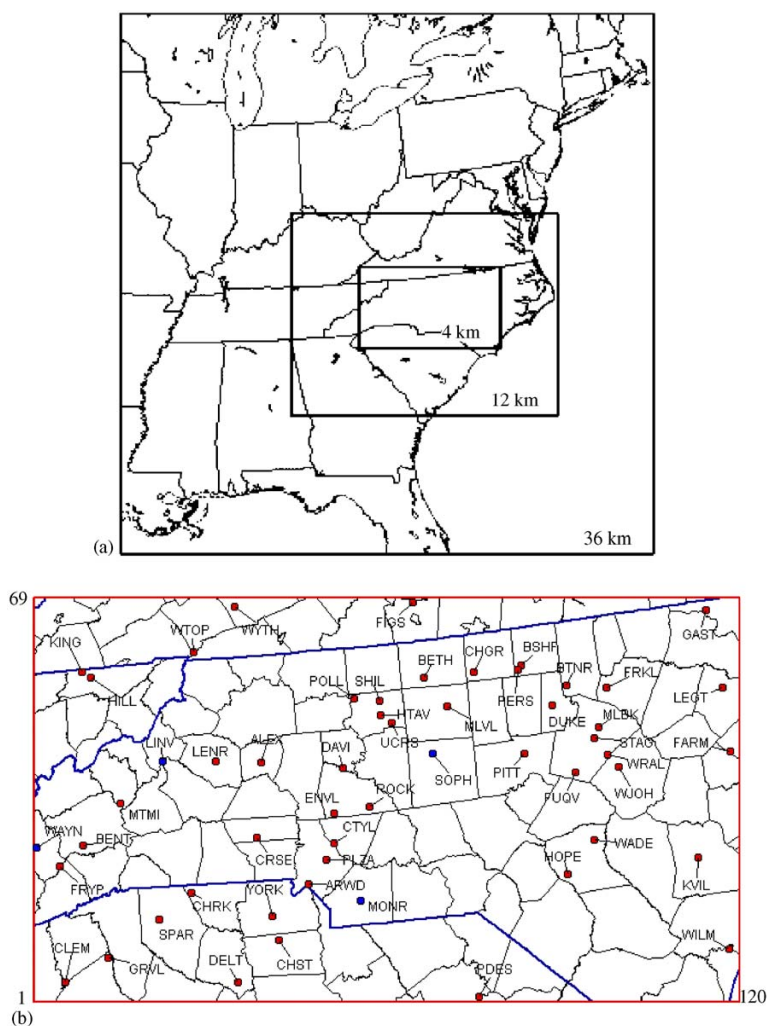 4 km
12 km
(a)
36 km
69
WTOP
WYTH
FIGS
GAST
KING
BETH
CHGR
BSHF
HILL
POLL
SHIL
BTNR
FRKL
LEGT
HTAV
MLVL
PERS
DUKE
MLBK
LINV
LENR
ALEX
DAVI
UCRS
STAG
FARM
SOPH
PITT
WRAL
MTMI
ENVL
ROCK
FUQV
WJOH
WAYN
BENT
CTYL
WADE
CRSE
PLZA
HOPE
KVIL
FRYP
YORK
ARWD
CHRK
MONR
SPAR
WILM
CLEM
GRVL
DELT
CHST
PDES
1
120
(b)